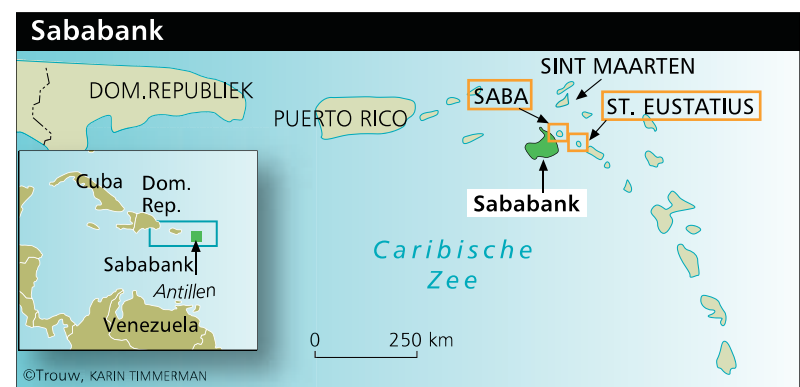 Sababank
DOM.REPUBLIEK
PUERTO RICO
SINT MAARTEN
SABA
ST. EUSTATIUS
Sababank
Caribische
Zee
Cuba
Dom.
Rep.
Sababank
Antillen
Venezuela
0 250 km
©Trouw, KARIN TIMMERMAN